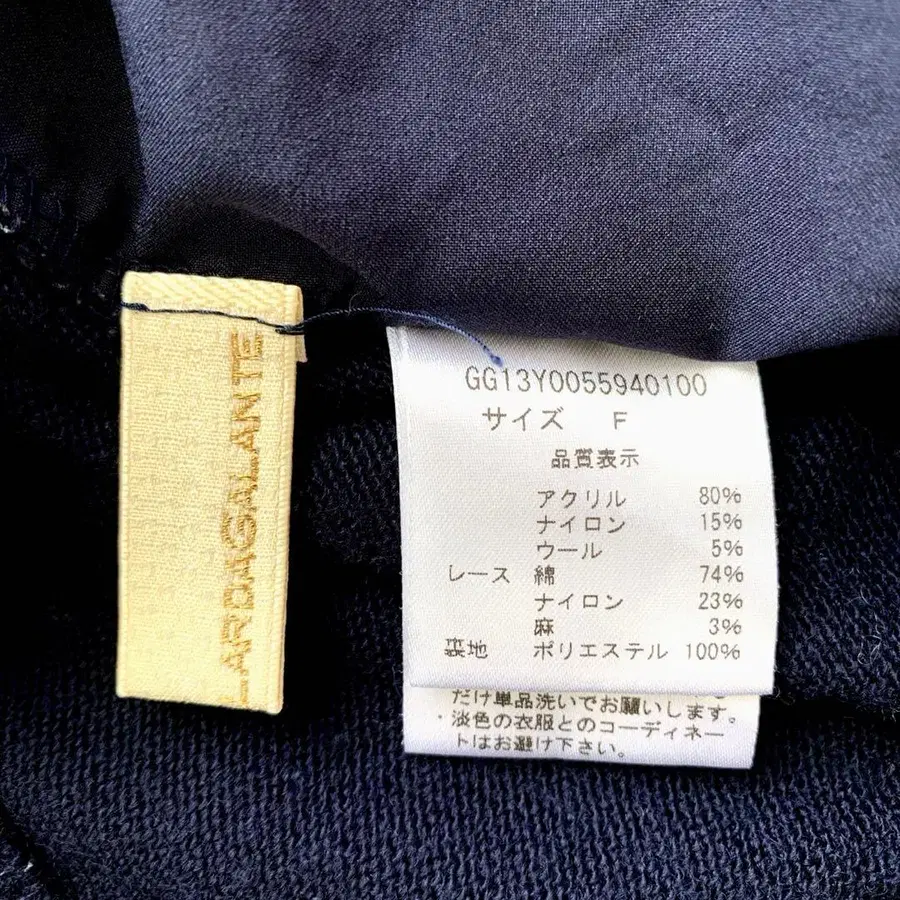 GG13Y0055940100
サイズ F
品質表示
アクリル 80%
ナイロン 15%
ウール 5%
レース 綿 74%
ナイロン 23%
麻 3%
裏地 ポリエステル 100%
だけ単品洗いでお願いします。
・淡色の衣服とのコーディネー
トはお避け下さい。